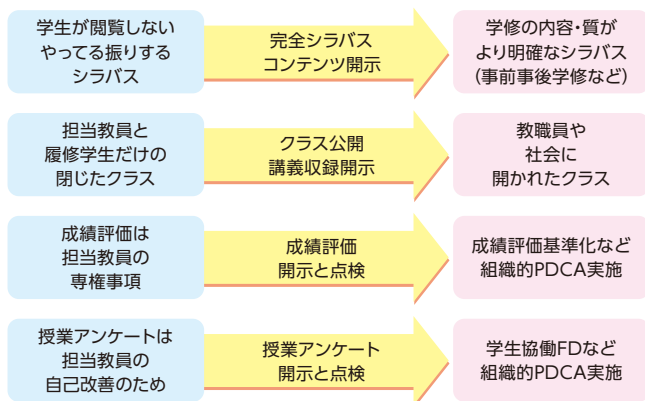 学生が閲覧しない
やってる振りする
シラバス
完全シラバス
コンテンツ開示
学修の内容・質が
より明確なシラバス
(事前事後学修など)
担当教員と
履修学生だけの
閉じたクラス
クラス公開
講義収録開示
教職員や
社会に
開かれたクラス
成績評価は
担当教員の
専権事項
成績評価
開示と点検
成績評価基準化など
組織的PDCA実施
授業アンケートは
担当教員の
自己改善のため
授業アンケート
開示と点検
学生協働FDなど
組織的PDCA実施